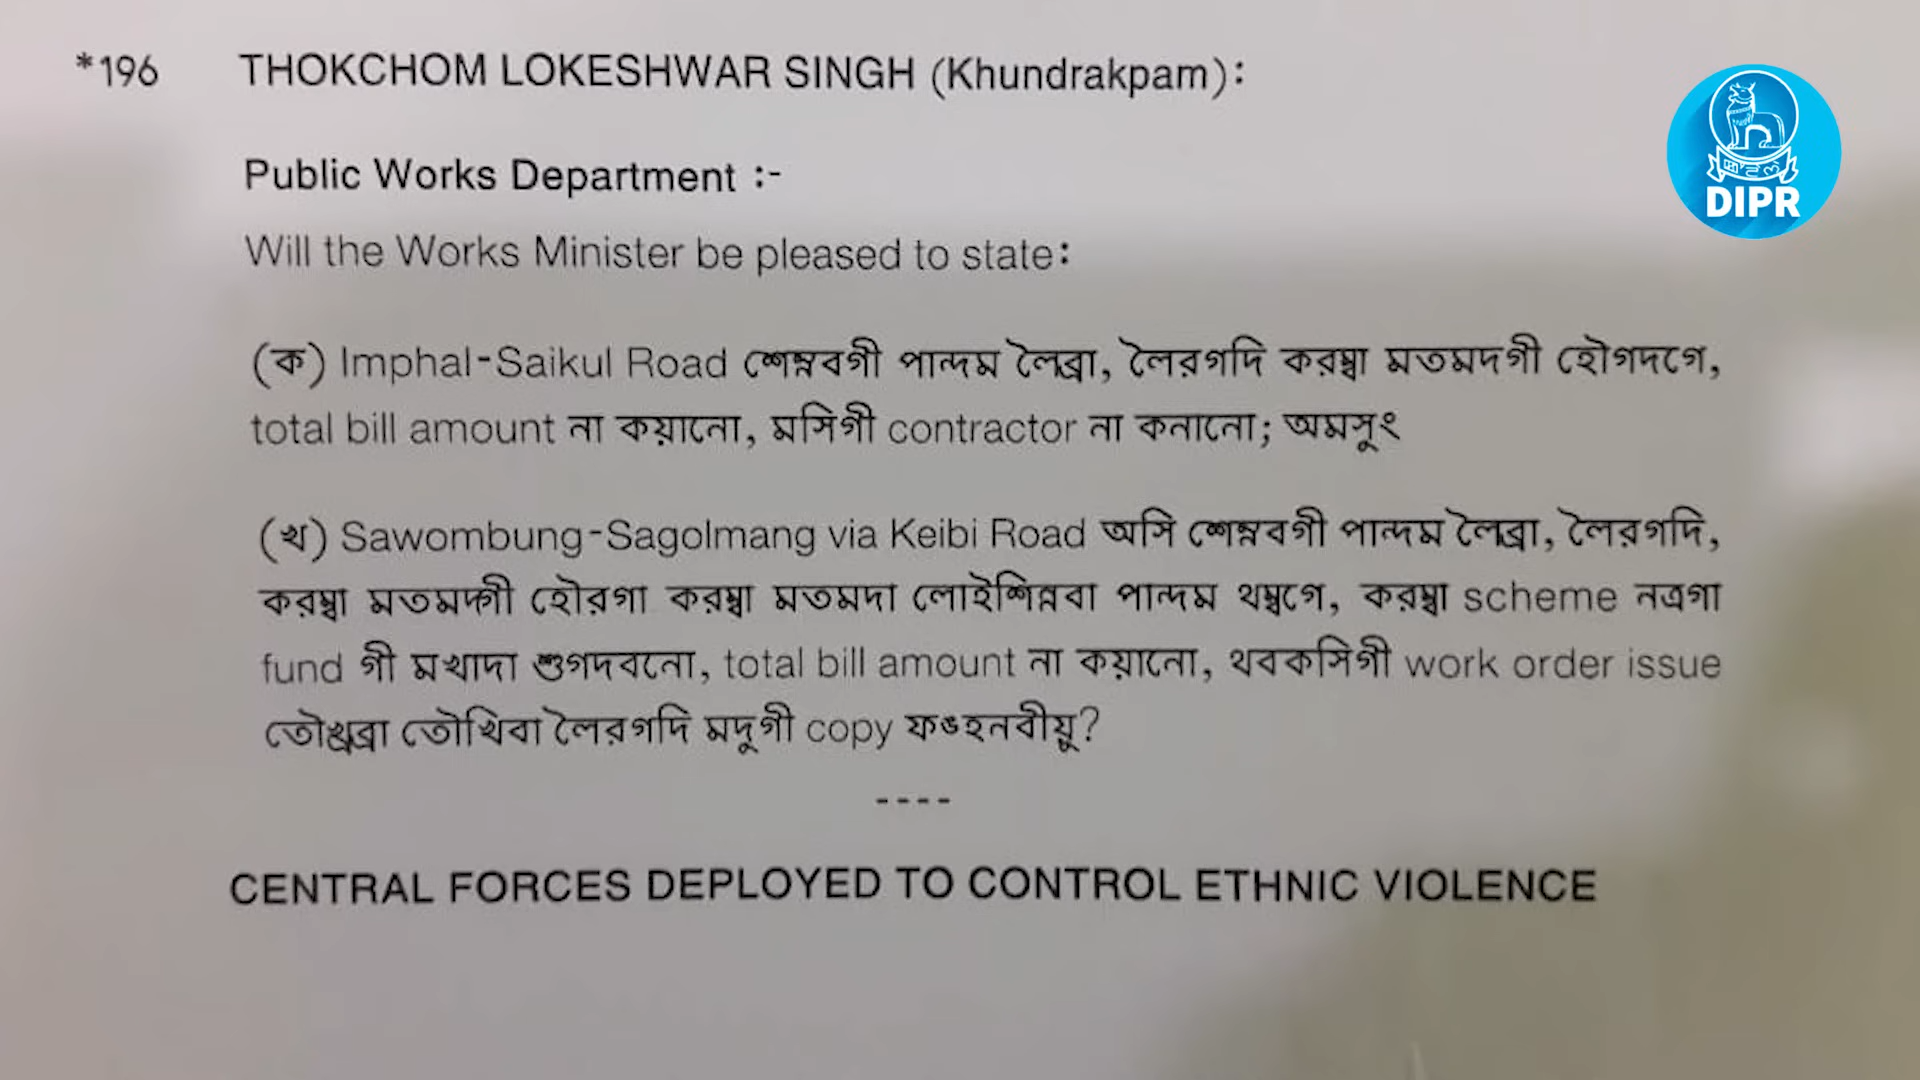 *196 THOKCHOM LOKESHWAR SINGH (Khundrakpam):
DIPR
Public Works Department :-
Will the Works Minister be pleased to state:
(ক) Imphal-Saikul Road শেম্নবগী পান্দম লৈব্রা, লৈরগদি করম্বা মতমদগী হৌগদগে,
total bill amount না কয়ানো, মসিগী contractor না কনানো; অমসুং
(খ) Sawombung-Sagolmang via Keibi Road অসি শেম্নবগী পান্দম লৈব্রা, লৈরগদি,
করম্বা মতমদগী হৌরগা করম্বা মতমদা লোইশিন্নবা পান্দম থম্বগে, করম্বা scheme নত্রগা
fund গী মখাদা শুগদবনো, total bill amount না কয়ানো, থবকসিগী work order issue
তৌখ্রব্রা তৌখিবা লৈরগদি মদুগী copy ফঙহনবীয়ু?
----
CENTRAL FORCES DEPLOYED TO CONTROL ETHNIC VIOLENCE